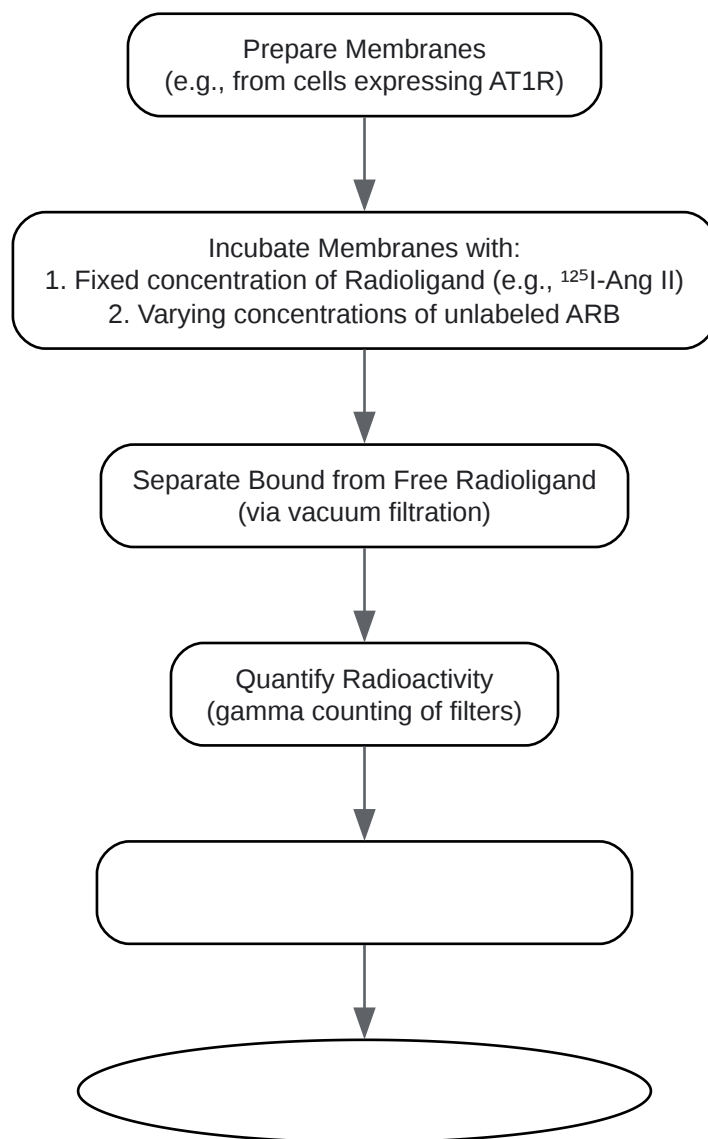 Prepare Membranes
(e.g., from cells expressing AT1R)
Incubate Membranes with:
1. Fixed concentration of Radioligand (e.g., ¹²⁵I-Ang II)
2. Varying concentrations of unlabeled ARB
Separate Bound from Free Radioligand
(via vacuum filtration)
Quantify Radioactivity
(gamma counting of filters)